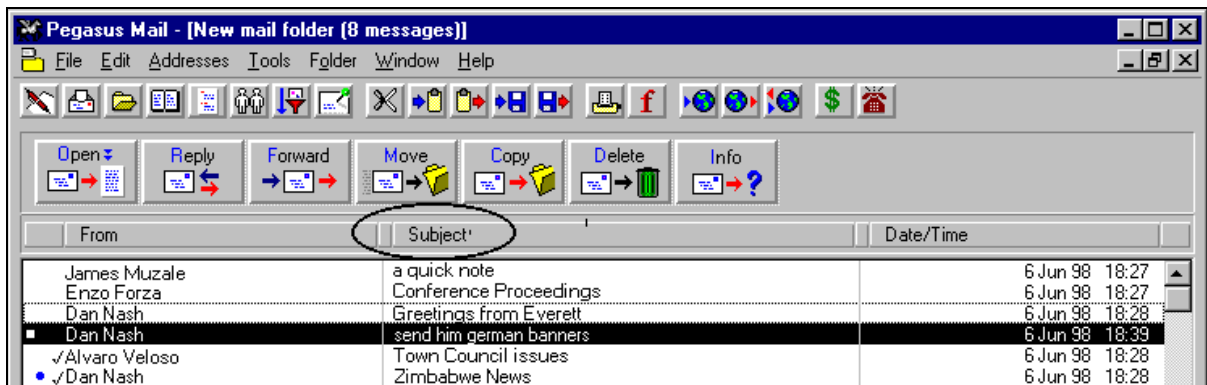 Pegasus Mail - [New mail folder (8 messages)]
File Edit Addresses Tools Folder Window Help
f $
Open Reply Forward Move Copy Delete Info
?
From Subject Date/Time
James Muzale a quick note 6 Jun 98 18:27
Enzo Forza Conference Proceedings 6 Jun 98 18:27
Dan Nash Greetings from Everett 6 Jun 98 18:28
Dan Nash send him german banners 6 Jun 98 18:39
√Alvaro Veloso Town Council issues 6 Jun 98 18:28
• √Dan Nash Zimbabwe News 6 Jun 98 18:28